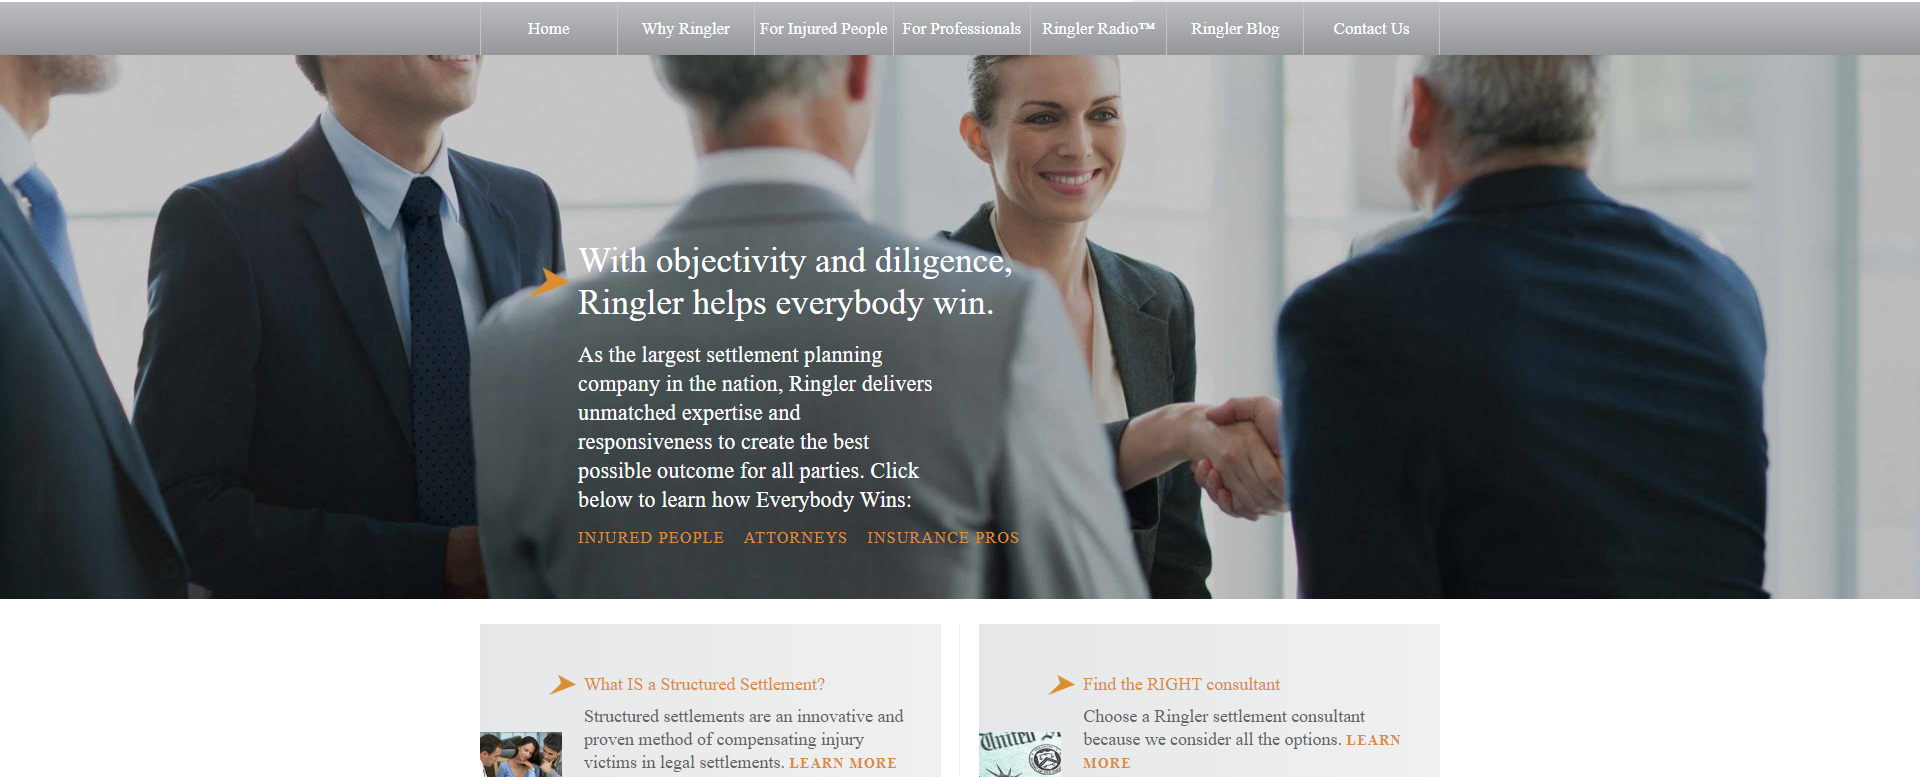 Home Why Ringler For Injured People For Professionals Ringler Radio™ Ringler Blog Contact Us
With objectivity and diligence,
Ringler helps everybody win.
As the largest settlement planning
company in the nation, Ringler delivers
unmatched expertise and
responsiveness to create the best
possible outcome for all parties. Click
below to learn how Everybody Wins:
INJURED PEOPLE ATTORNEYS INSURANCE PROS
What IS a Structured Settlement?
Structured settlements are an innovative and
proven method of compensating injury
victims in legal settlements. LEARN MORE
Find the RIGHT consultant
Choose a Ringler settlement consultant
because we consider all the options. LEARN
MORE
United